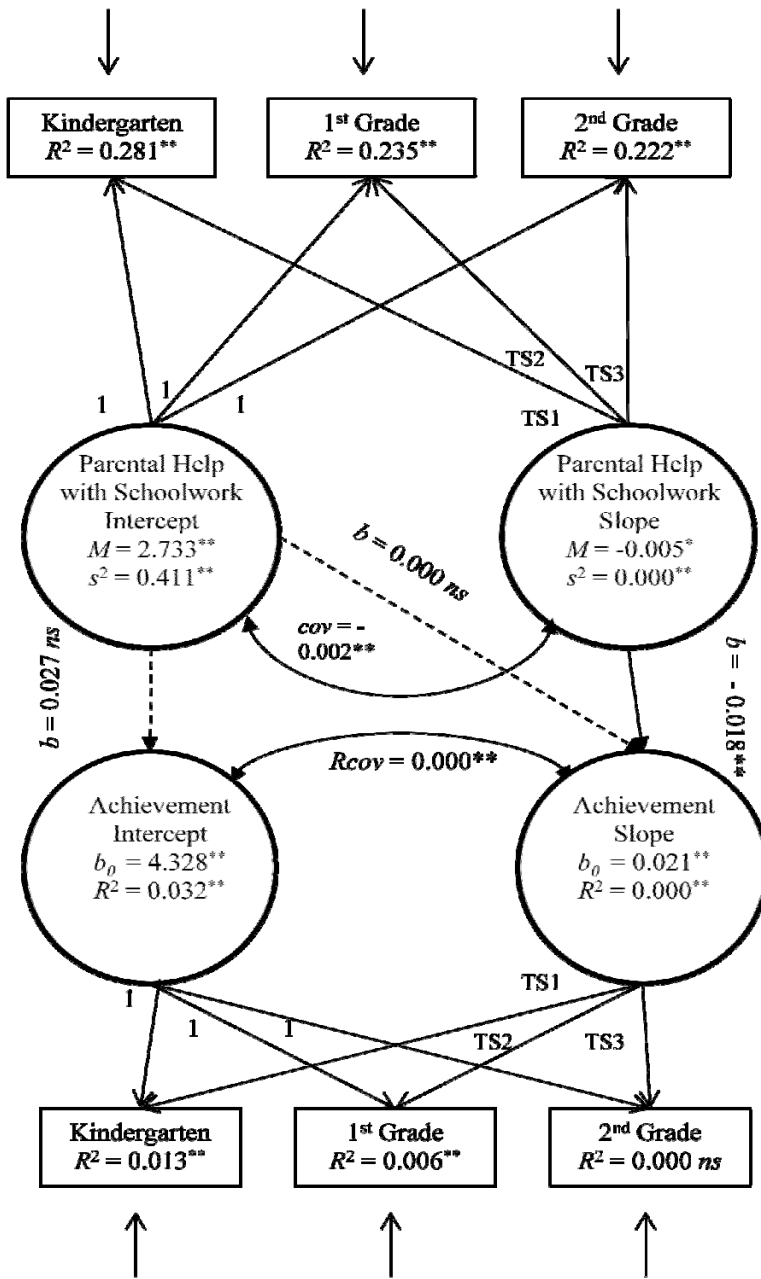 Kindergarten
R² = 0.281**
1st Grade
R² = 0.235**
2nd Grade
R² = 0.222**
TS2
TS3
1
1
1
TS1
Parental Help
with Schoolwork
Intercept
M = 2.733**
s² = 0.411**
Parental Help
with Schoolwork
Slope
M = -0.005*
s² = 0.000**
b = 0.000 ns
cov = -
0.002**
b = 0.027 ns
b = - 0.018**
Rcov = 0.000**
Achievement
Intercept
b₀ = 4.328**
R² = 0.032**
Achievement
Slope
b₀ = 0.021**
R² = 0.000**
1
1
1
TS1
TS2
TS3
Kindergarten
R² = 0.013**
1st Grade
R² = 0.006**
2nd Grade
R² = 0.000 ns